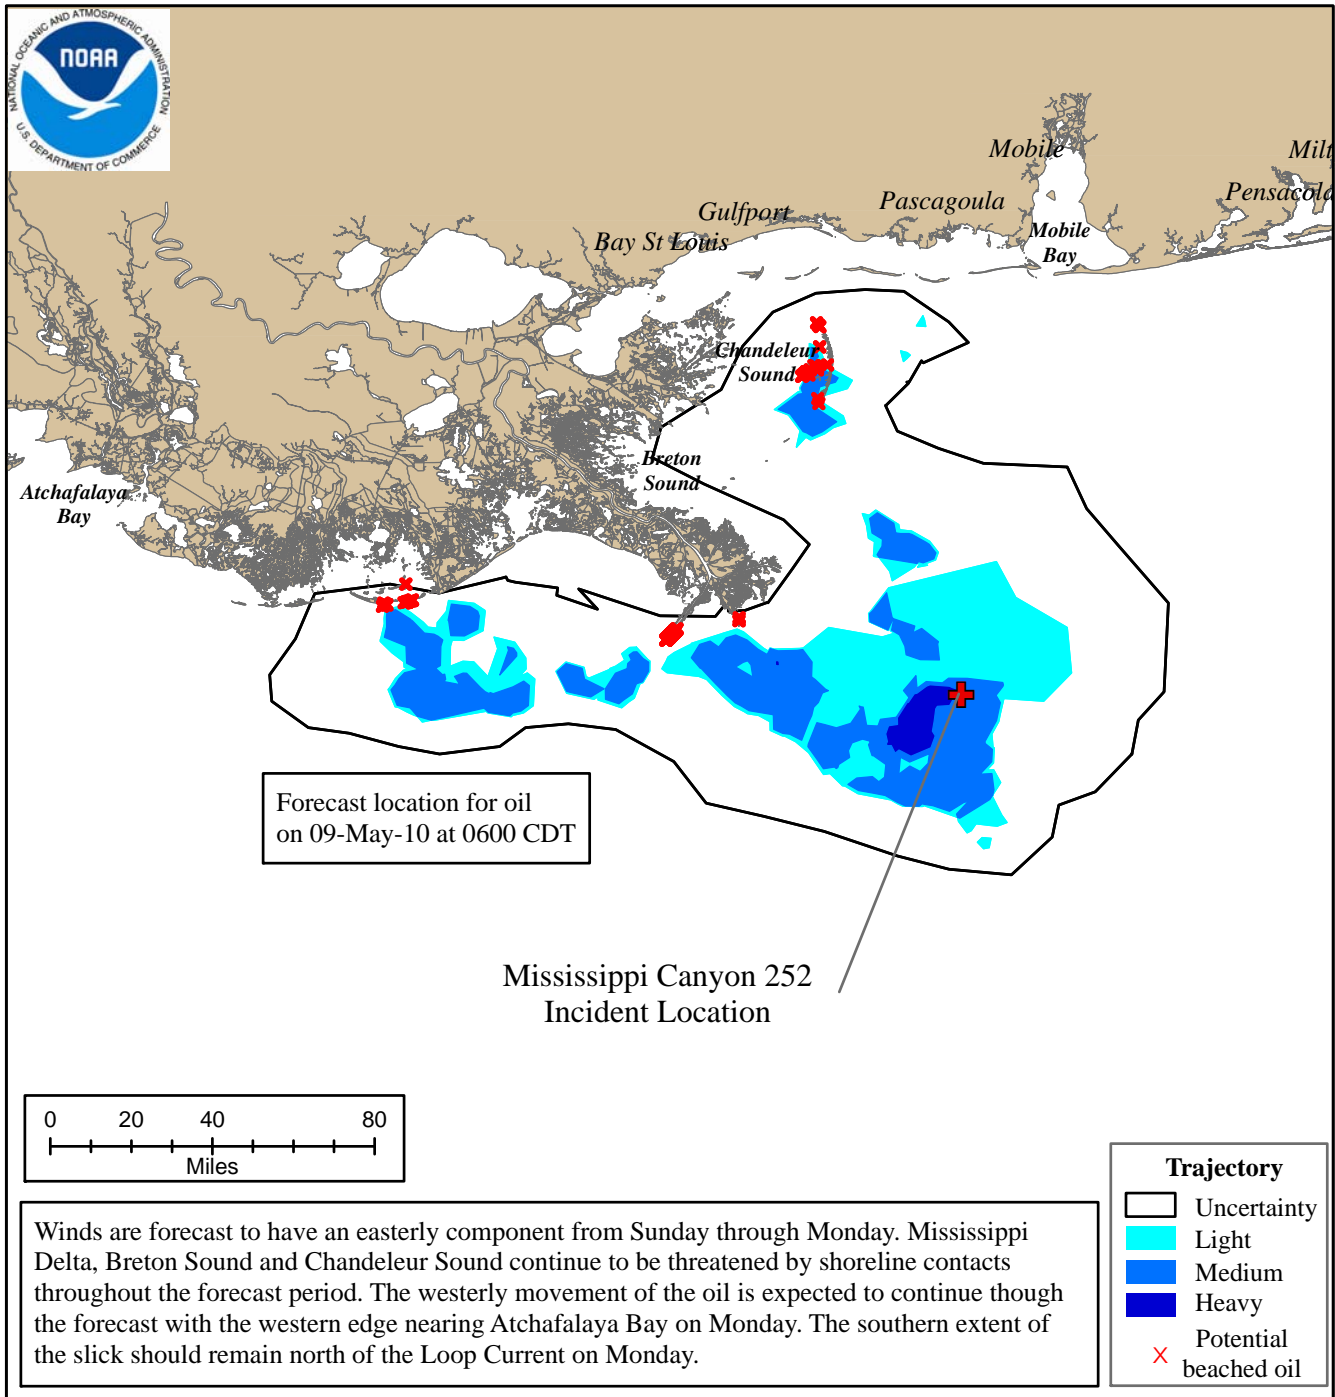 NATIONAL OCEANIC AND ATMOSPHERIC ADMINISTRATION
NOAA
U.S. DEPARTMENT OF COMMERCE
Mobile
Milt
Pensacola
Pascagoula
Gulfport
Bay St Louis
Mobile
Bay
Chandeleur
Sound
Breton
Sound
Atchafalaya
Bay
Forecast location for oil
on 09-May-10 at 0600 CDT
Mississippi Canyon 252
Incident Location
0 20 40 80
Miles
Trajectory
Uncertainty
Light
Medium
Heavy
Potential
beached oil
Winds are forecast to have an easterly component from Sunday through Monday. Mississippi
Delta, Breton Sound and Chandeleur Sound continue to be threatened by shoreline contacts
throughout the forecast period. The westerly movement of the oil is expected to continue though
the forecast with the western edge nearing Atchafalaya Bay on Monday. The southern extent of
the slick should remain north of the Loop Current on Monday.